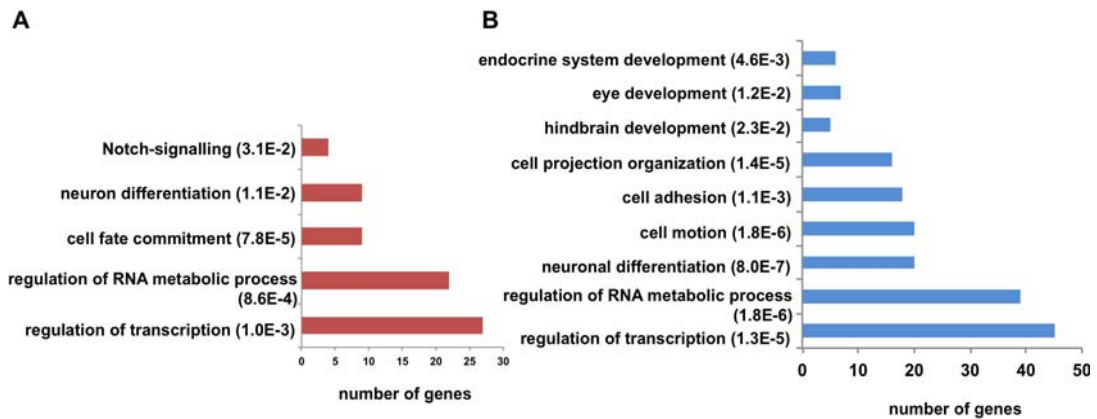 A
Notch-signalling (3.1E-2)
neuron differentiation (1.1E-2)
cell fate commitment (7.8E-5)
regulation of RNA metabolic process
(8.6E-4)
regulation of transcription (1.0E-3)
0 5 10 15 20 25 30
number of genes
B
endocrine system development (4.6E-3)
eye development (1.2E-2)
hindbrain development (2.3E-2)
cell projection organization (1.4E-5)
cell adhesion (1.1E-3)
cell motion (1.8E-6)
neuronal differentiation (8.0E-7)
regulation of RNA metabolic process
(1.8E-6)
regulation of transcription (1.3E-5)
0 10 20 30 40 50
number of genes